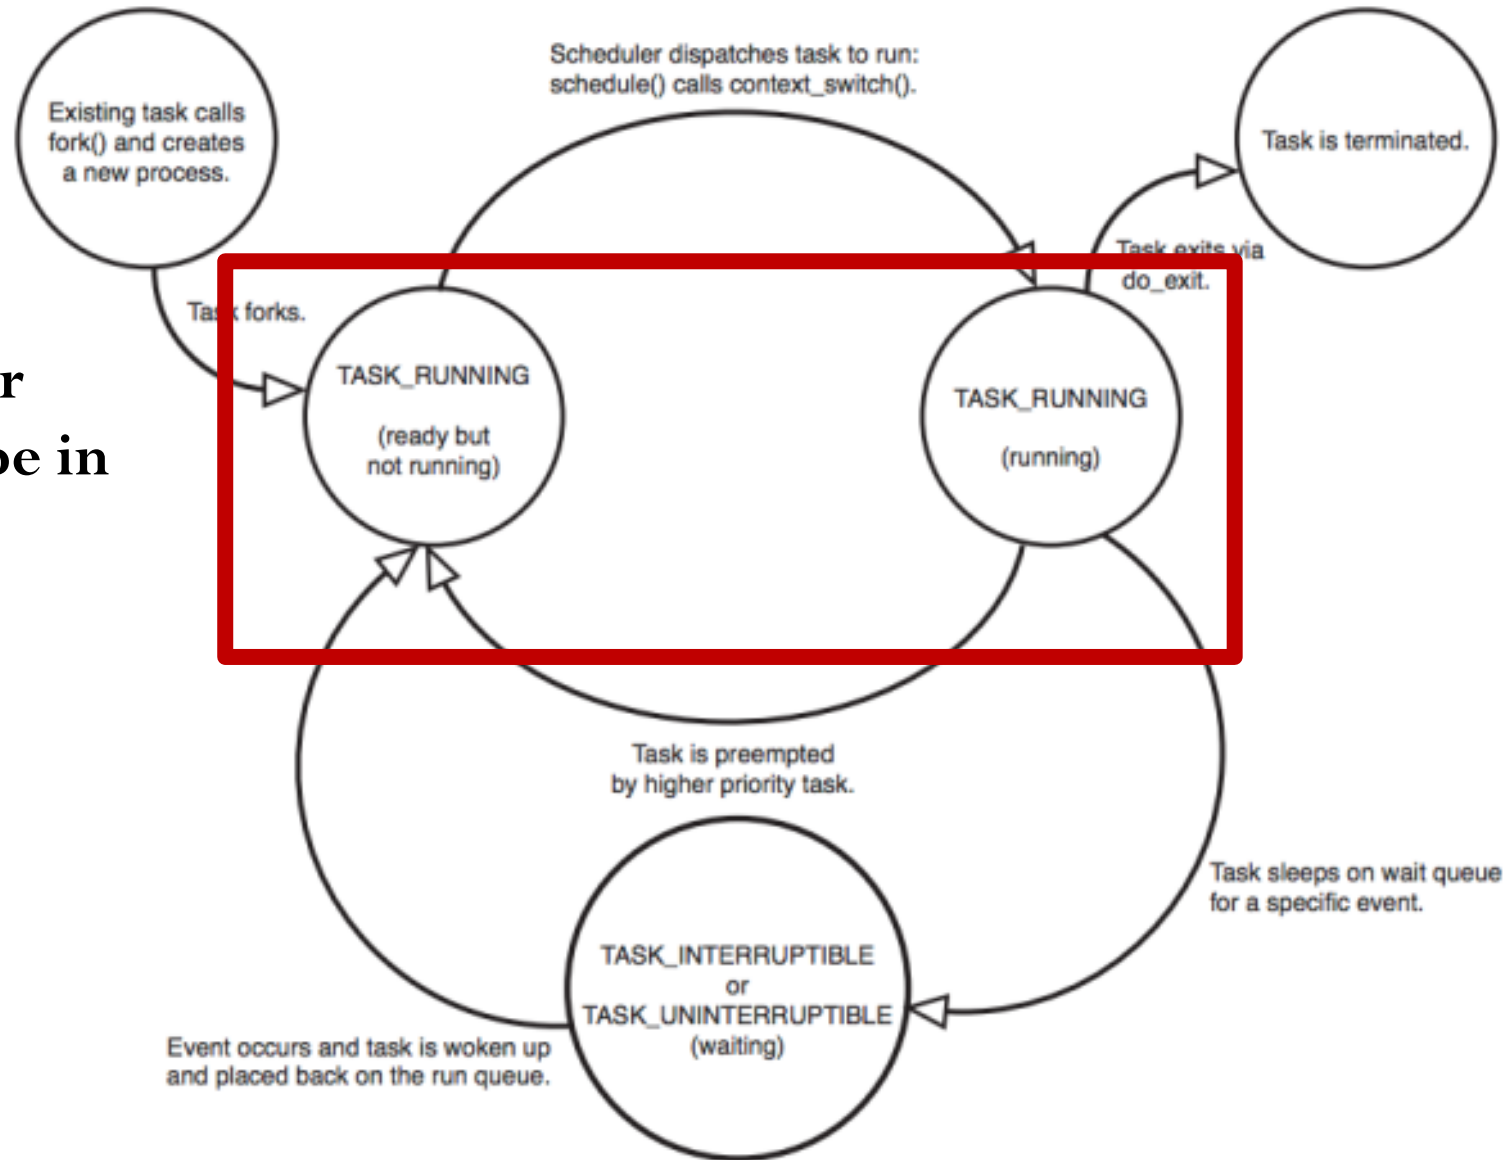 Scheduler dispatches task to run:
schedule() calls context_switch().
Existing task calls
fork() and creates
a new process.
Task is terminated.
Task exits via
do_exit.
Task forks.
r
be in
TASK_RUNNING
(ready but
not running)
TASK_RUNNING
(running)
Task is preempted
by higher priority task.
Task sleeps on wait queue
for a specific event.
TASK_INTERRUPTIBLE
or
TASK_UNINTERRUPTIBLE
(waiting)
Event occurs and task is woken up
and placed back on the run queue.